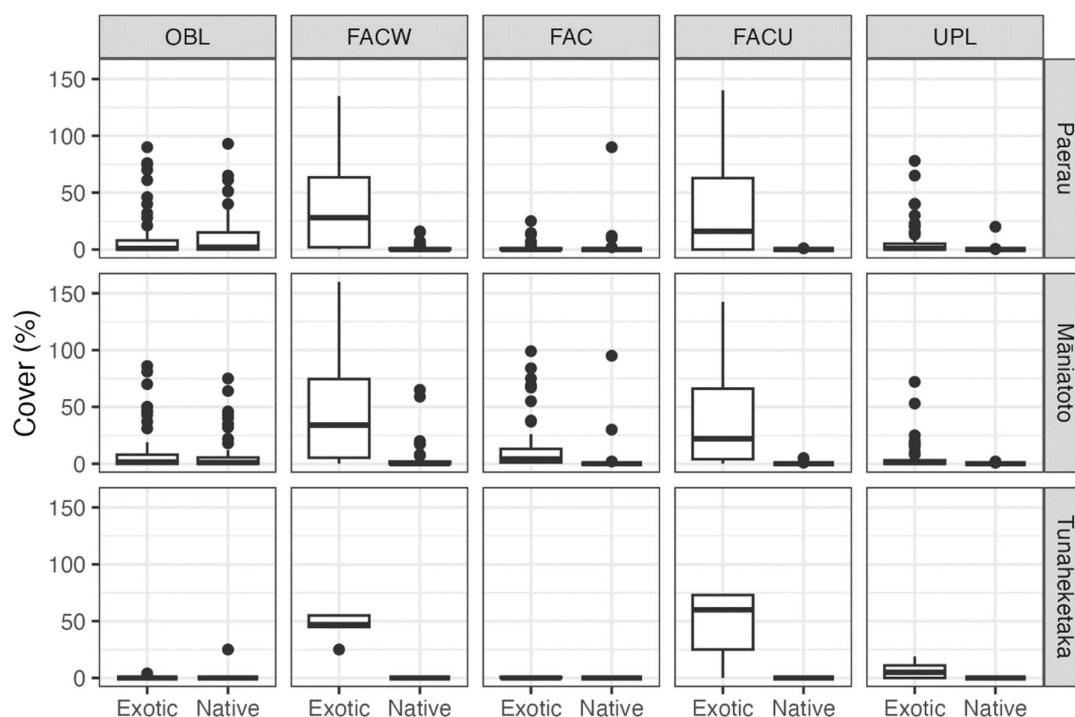 OBL FACW FAC FACU UPL
Cover (%)
150
100
50
0
Paerau
150
100
50
0
Māniatoto
150
100
50
0
Tunaheketaka
Exotic Native Exotic Native Exotic Native Exotic Native Exotic Native